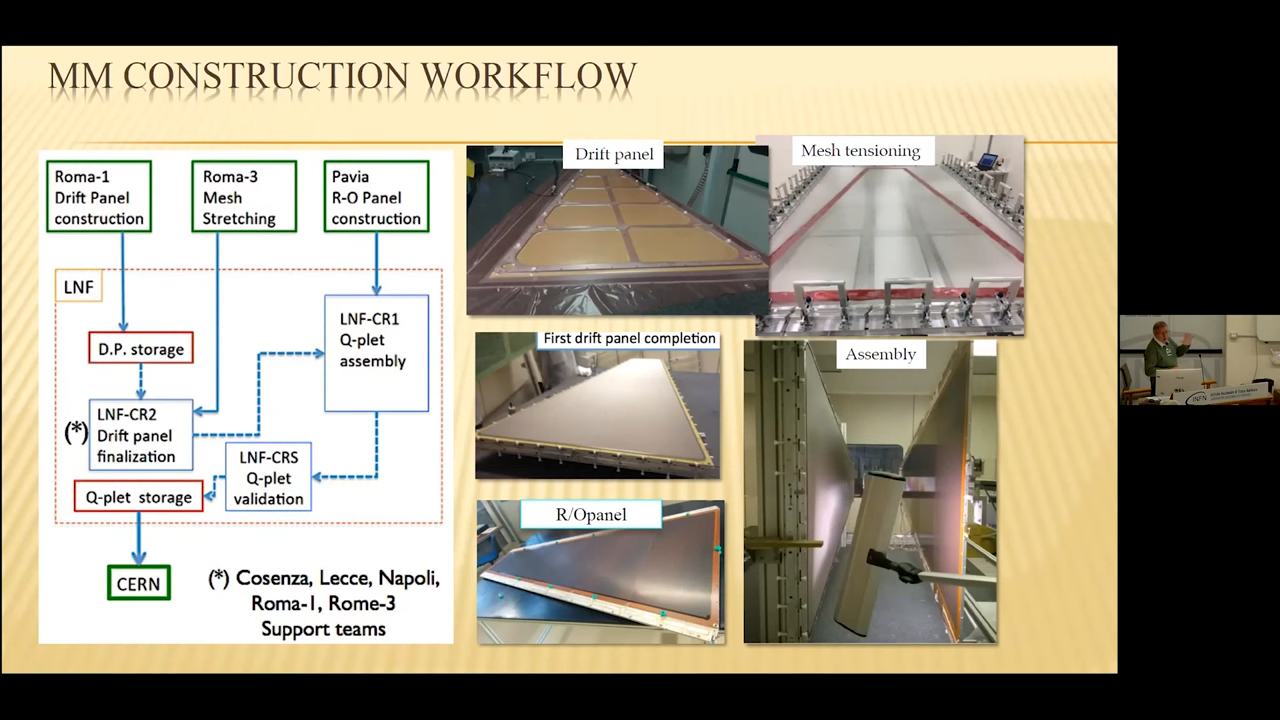 MM CONSTRUCTION WORKFLOW
Roma-1
Drift Panel
construction
Roma-3
Mesh
Stretching
Pavia
R-O Panel
construction
LNF
D.P. storage
LNF-CR1
Q-plet
assembly
(*)
LNF-CR2
Drift panel
finalization
LNF-CRS
Q-plet
validation
Q-plet storage
CERN
(*) Cosenza, Lecce, Napoli,
Roma-1, Rome-3
Support teams
Drift panel
Mesh tensioning
First drift panel completion
Assembly
R/Opanel
INFN